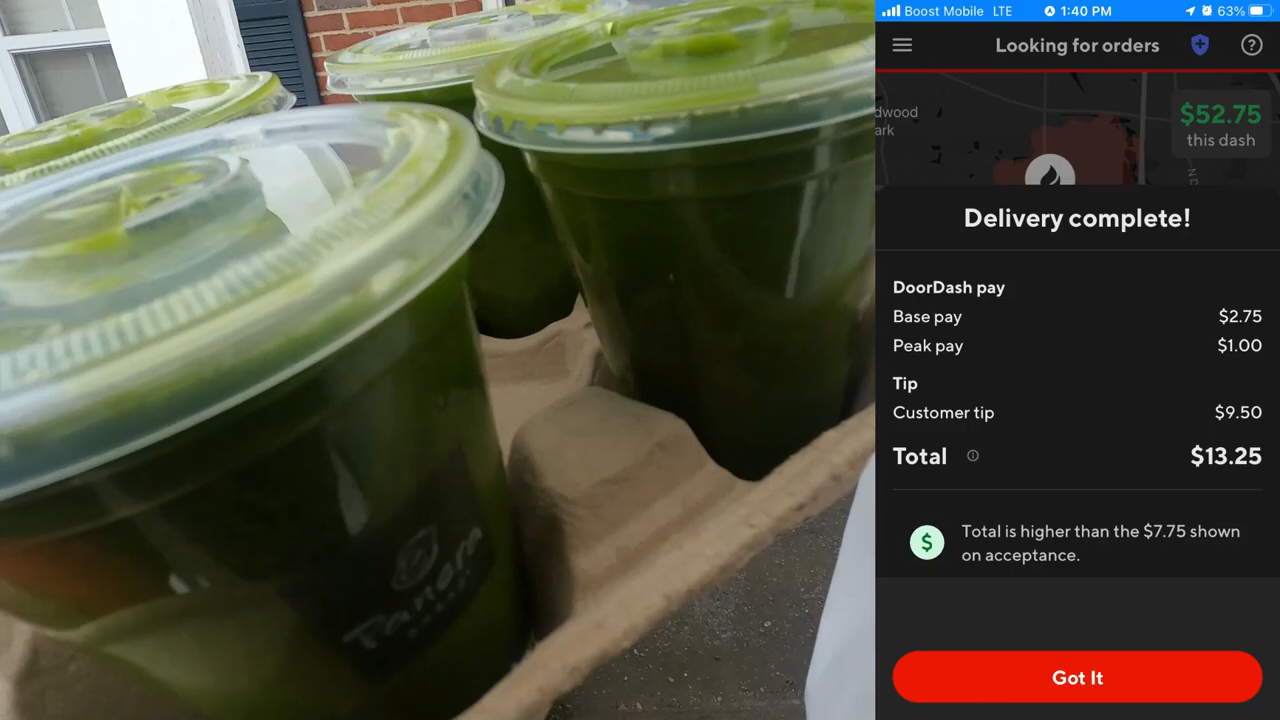 Panera
Boost Mobile LTE
1:40 PM
63%
Looking for orders
dwood
ark
$52.75
this dash
Delivery complete!
DoorDash pay
Base pay $2.75
Peak pay $1.00
Tip
Customer tip $9.50
Total $13.25
Total is higher than the $7.75 shown
on acceptance.
Got It